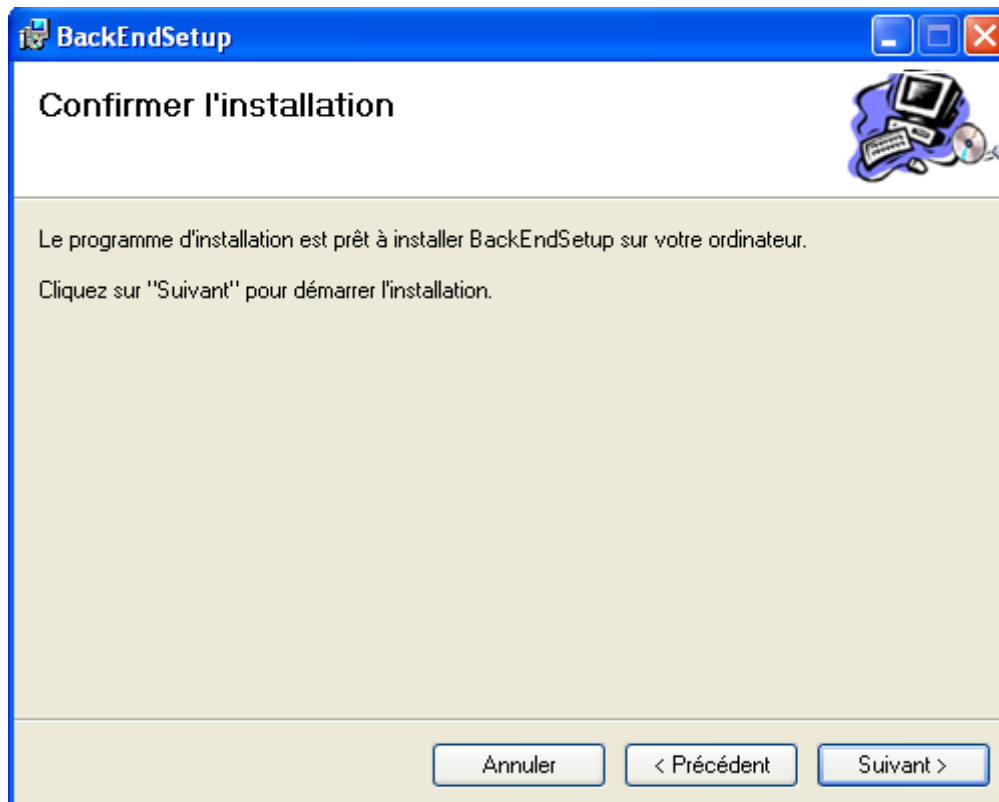 BackEndSetup
Confirmer l'installation
Le programme d'installation est prêt à installer BackEndSetup sur votre ordinateur.
Cliquez sur "Suivant" pour démarrer l'installation.
Annuler
< Précédent
Suivant >